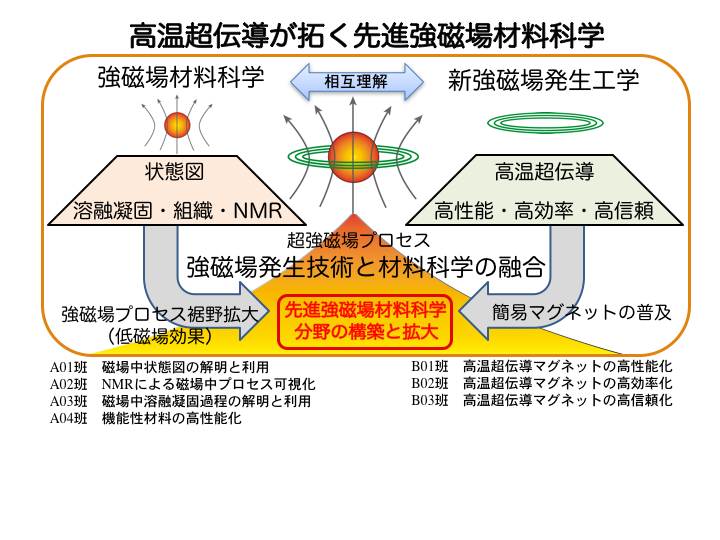 高温超伝導が拓く先進強磁場材料科学
強磁場材料科学
相互理解
新強磁場発生工学
状態図
溶融凝固・組織・NMR
高温超伝導
高性能・高効率・高信頼
超強磁場プロセス
強磁場発生技術と材料科学の融合
強磁場プロセス裾野拡大
（低磁場効果）
先進強磁場材料科学
分野の構築と拡大
簡易マグネットの普及
A01班　磁場中状態図の解明と利用
A02班　NMRによる磁場中プロセス可視化
A03班　磁場中溶融凝固過程の解明と利用
A04班　機能性材料の高性能化
B01班　高温超伝導マグネットの高性能化
B02班　高温超伝導マグネットの高効率化
B03班　高温超伝導マグネットの高信頼化